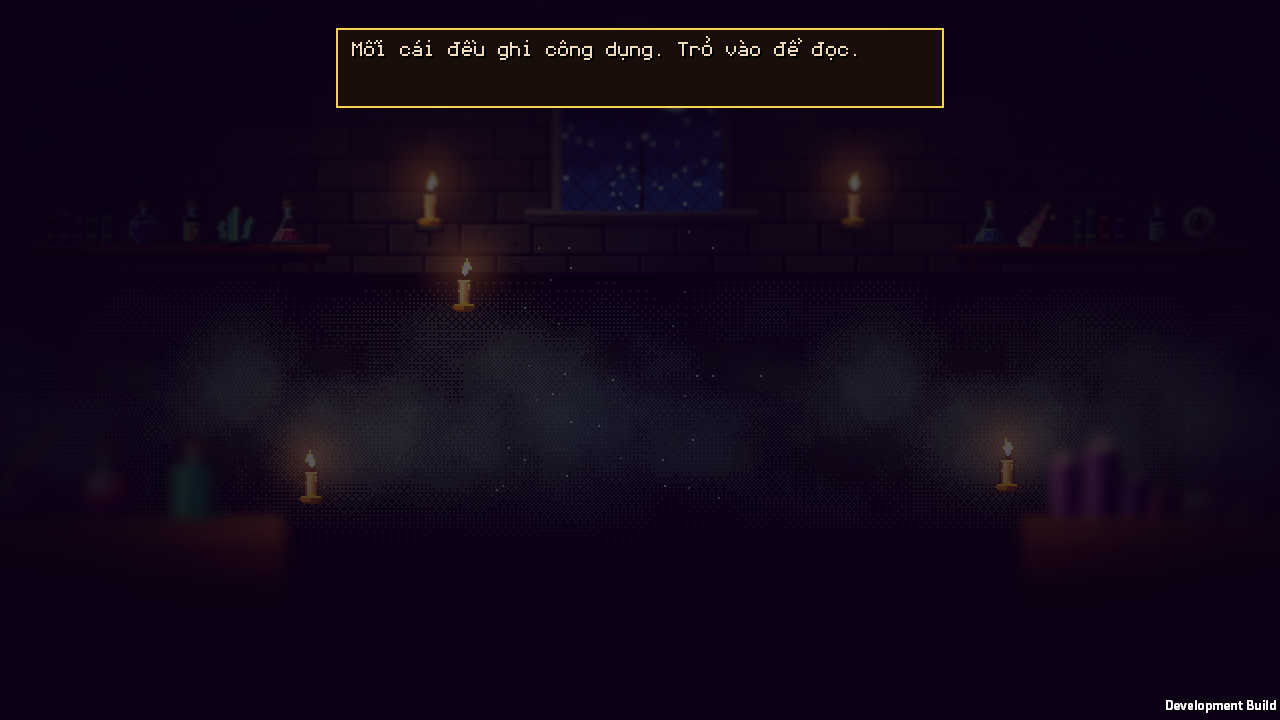 Mỗi cái đều ghi công dụng. Trỏ vào để đọc.
Development Build